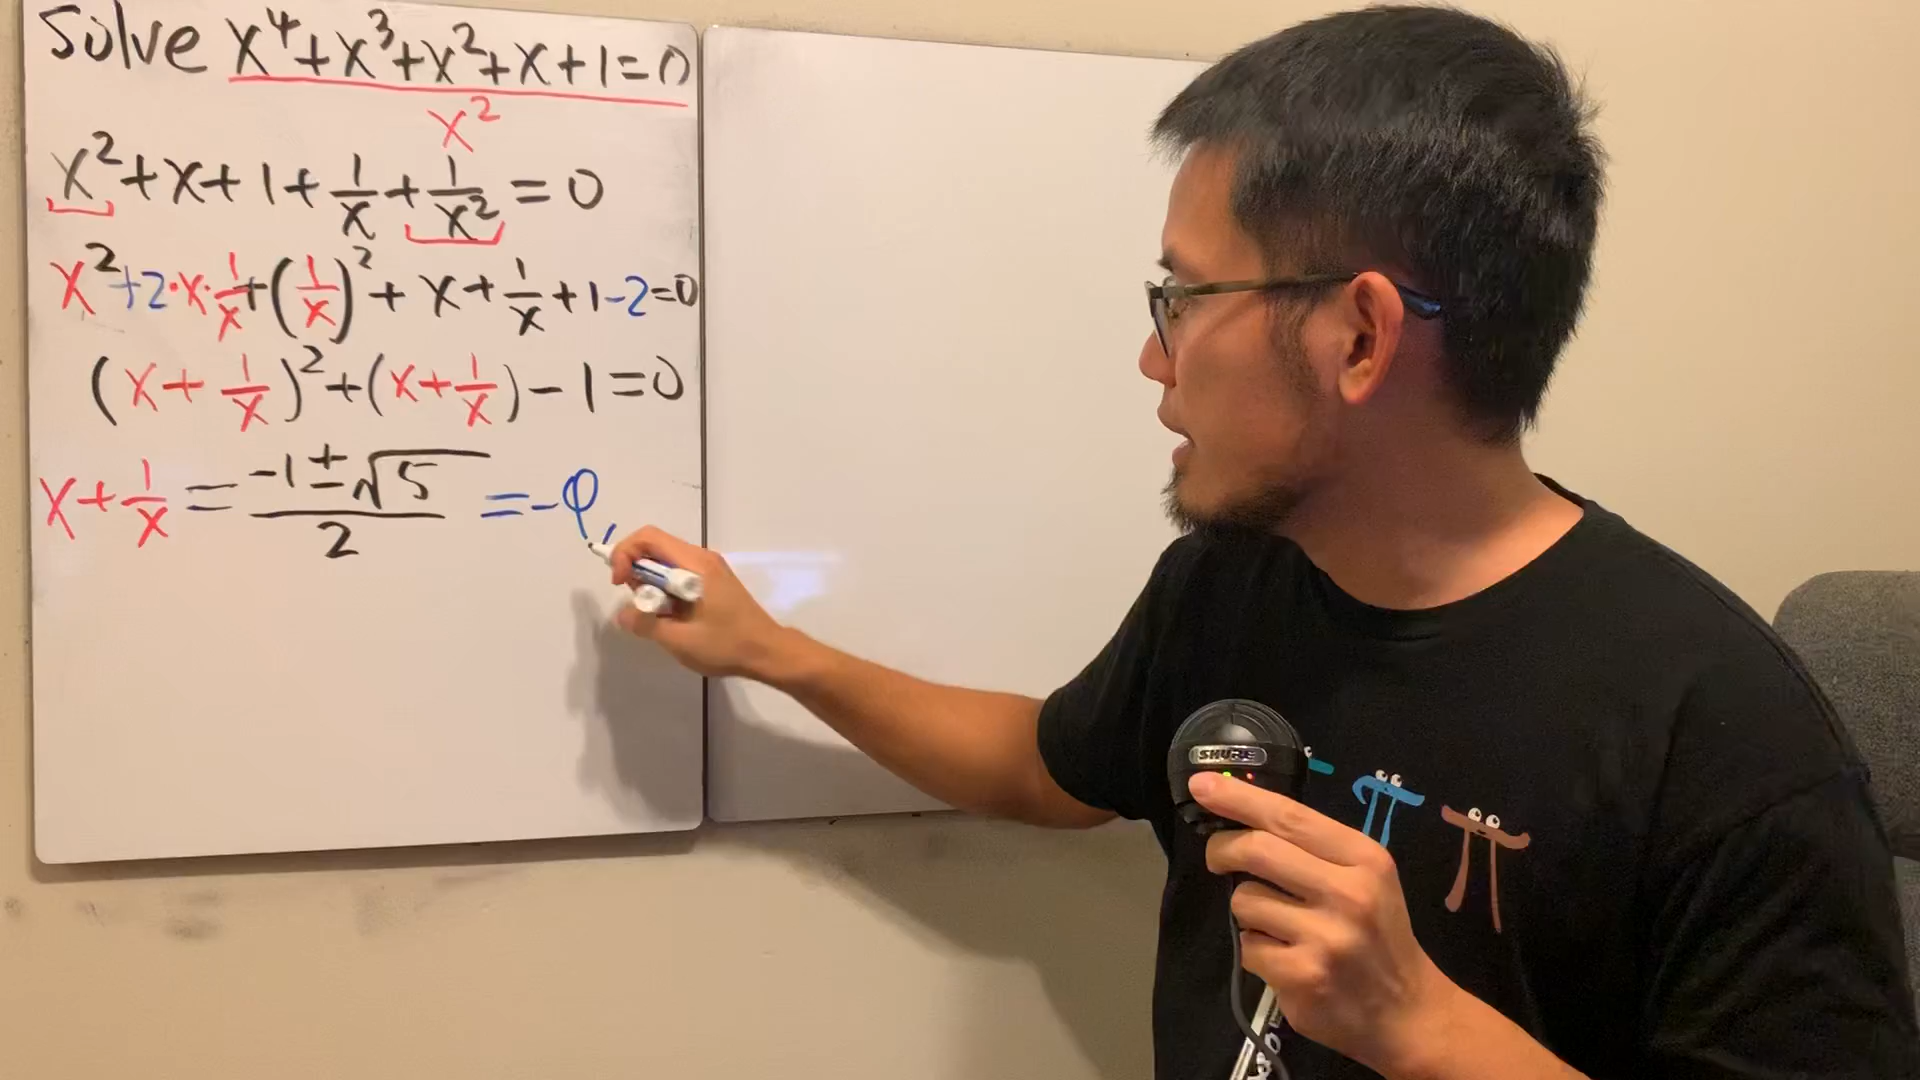 Solve x⁴+x³+x²+x+1=0
x²
x²+x+1+1/x+1/x²=0
x²+2·x·1/x+(1/x)²+x+1/x+1-2=0
(x+1/x)²+(x+1/x)-1=0
x+1/x=(-1±√5)/2=-φ,
SHURE